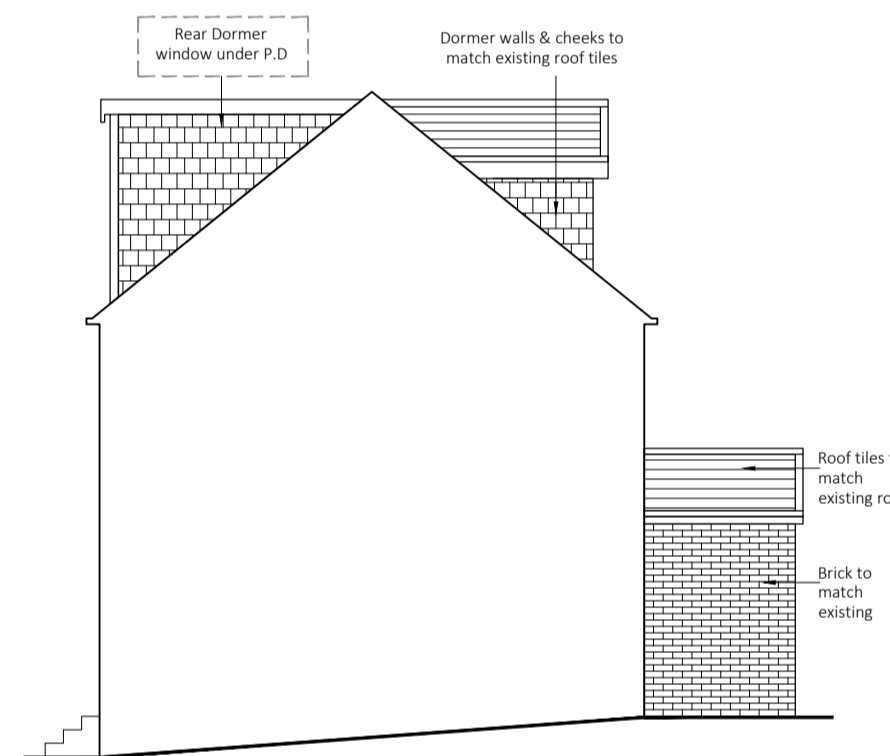 Rear Dormer
window under P.D
Dormer walls & cheeks to
match existing roof tiles
Roof tiles
match
existing
Brick to
match
existing